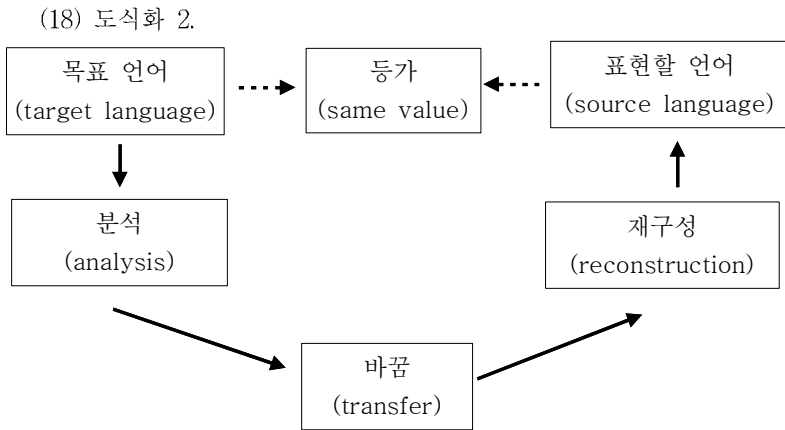 (18) 도식화 2.
목표 언어
(target language)
등가
(same value)
표현할 언어
(source language)
분석
(analysis)
재구성
(reconstruction)
바꿈
(transfer)